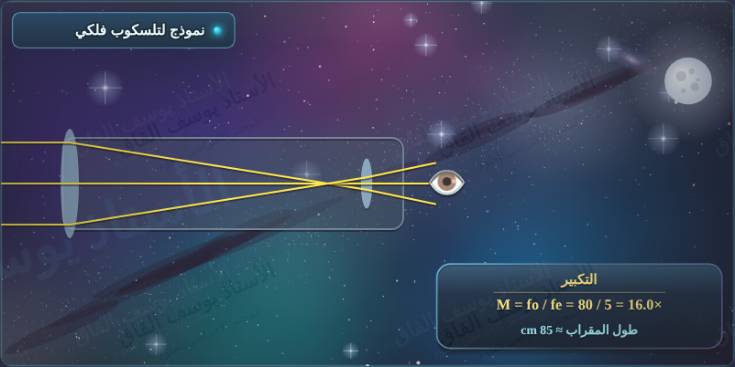 نموذج لتلسكوب فلكي
التكبير
M = fo / fe = 80 / 5 = 16.0×
طول المقراب ≈ 85 cm